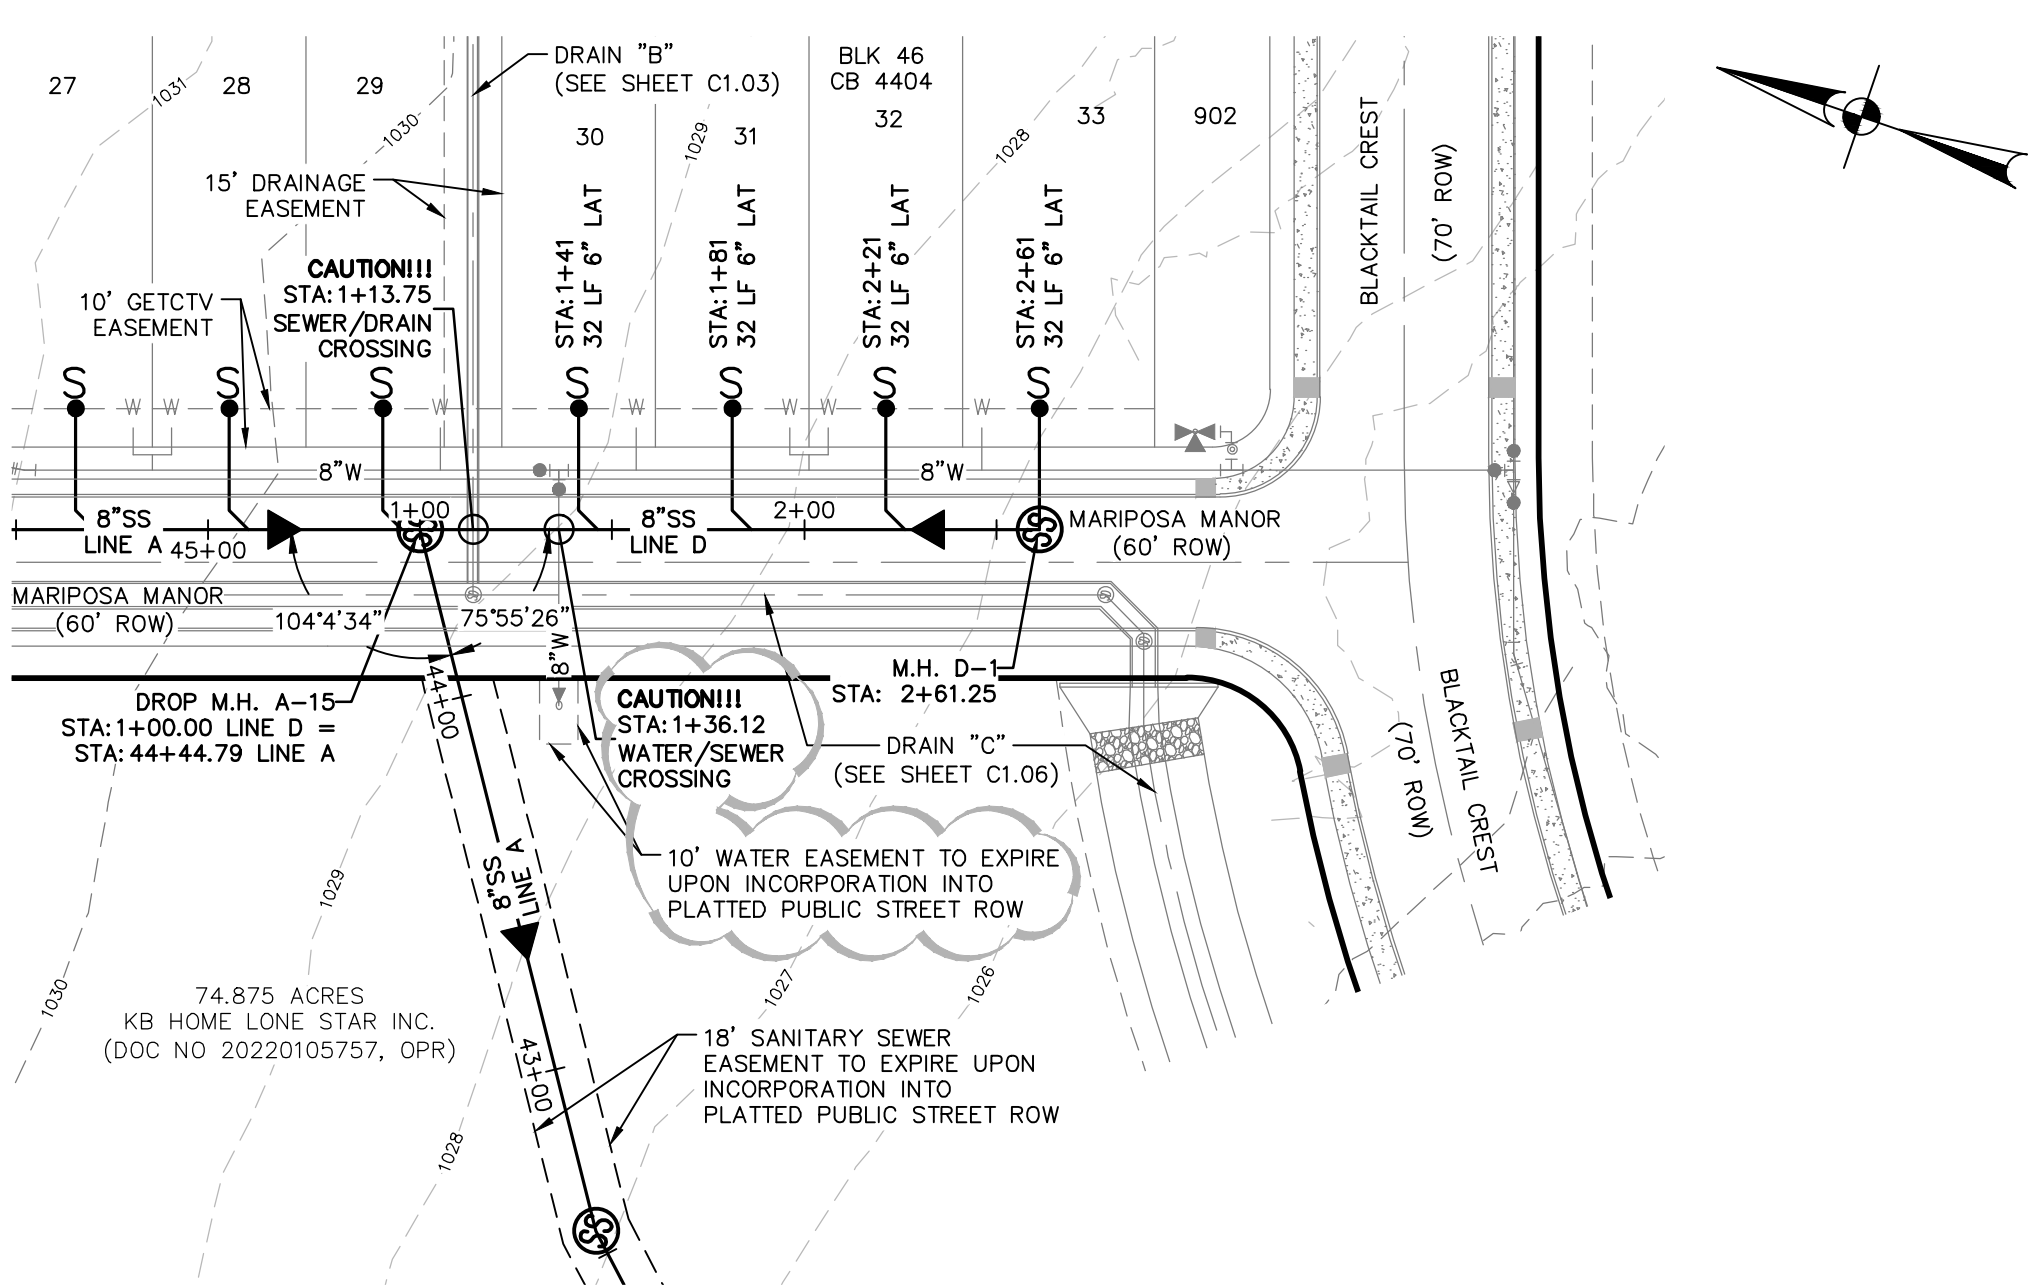 27
28
29
1031
1030
DRAIN "B"
(SEE SHEET C1.03)
BLK 46
CB 4404
30
31
32
33
902
1029
1028
15' DRAINAGE
EASEMENT
CAUTION!!!
STA:1+13.75
SEWER/DRAIN
CROSSING
10' GETCTV
EASEMENT
STA:1+41
32 LF 6" LAT
STA:1+81
32 LF 6" LAT
STA:2+21
32 LF 6" LAT
STA:2+61
32 LF 6" LAT
BLACKTAIL CREST
(70' ROW)
S S S S S S S
W W W W W W W
8"W
8"W
1+00
2+00
8"SS
LINE A
45+00
SS
8"SS
LINE D
SS
MARIPOSA MANOR
(60' ROW)
MARIPOSA MANOR
(60' ROW)
104°4'34"
75°55'26"
8"W
44+00
DROP M.H. A-15
STA:1+00.00 LINE D =
STA:44+44.79 LINE A
CAUTION!!!
STA:1+36.12
WATER/SEWER
CROSSING
M.H. D-1
STA: 2+61.25
DRAIN "C"
(SEE SHEET C1.06)
BLACKTAIL CREST
(70' ROW)
10' WATER EASEMENT TO EXPIRE
UPON INCORPORATION INTO
PLATTED PUBLIC STREET ROW
8"SS
LINE A
1029
1030
1027
1026
74.875 ACRES
KB HOME LONE STAR INC.
(DOC NO 20220105757, OPR)
43+00
18' SANITARY SEWER
EASEMENT TO EXPIRE UPON
INCORPORATION INTO
PLATTED PUBLIC STREET ROW
1028
SS